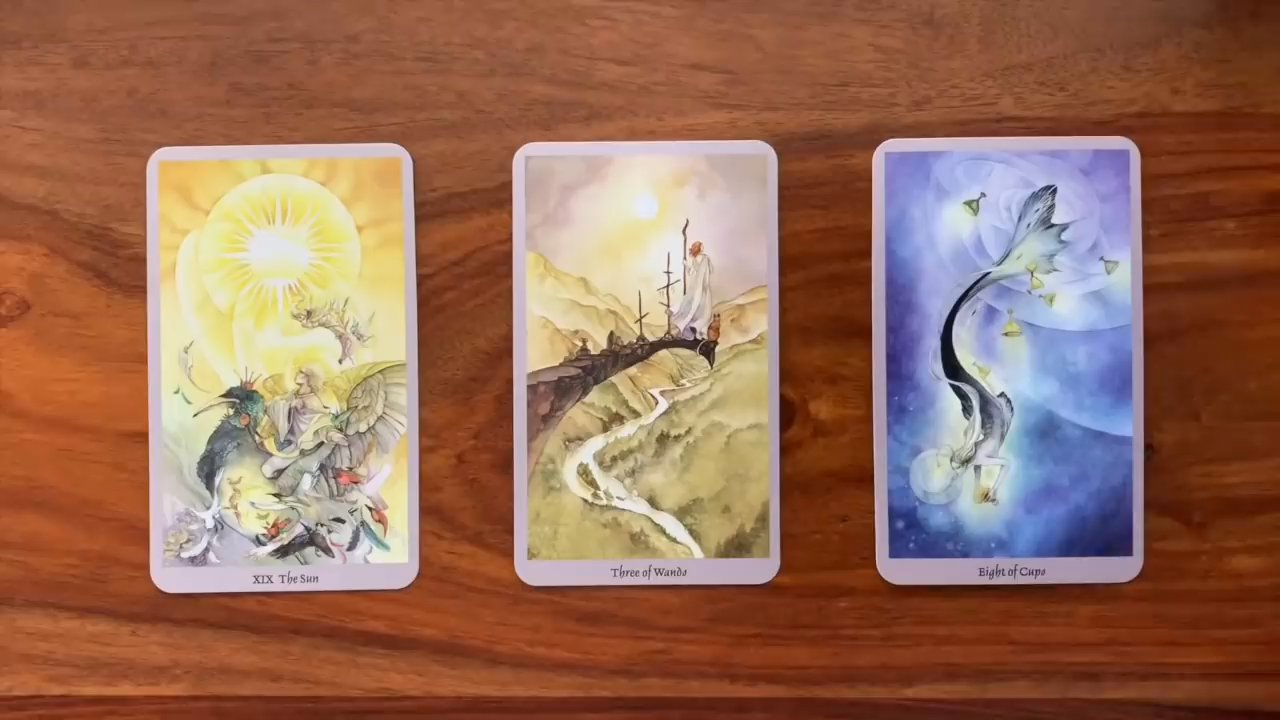 XIX The Sun
Three of Wands
Eight of Cups